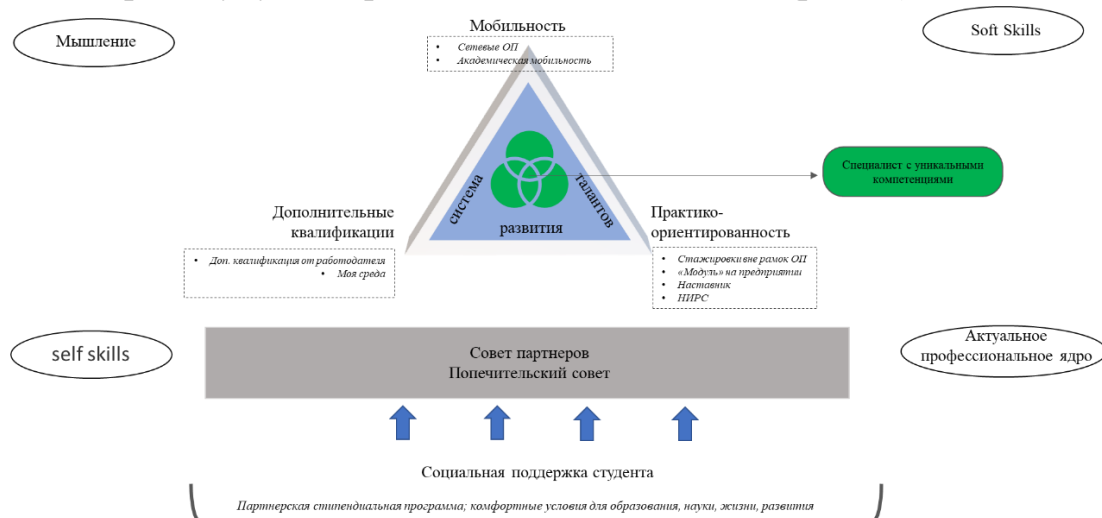 Мобильность
Мышление
Soft Skills
• Сетевые ОП
• Академическая мобильность
Специалист с уникальными
компетенциями
система
развития
талантов
Дополнительные
квалификации
Практико-
ориентированность
• Доп. квалификация от работодателя
• Моя среда
• Стажировки вне рамок ОП
• «Модуль» на предприятии
• Наставник
• НИРС
self skills
Совет партнеров
Попечительский совет
Актуальное
профессиональное ядро
Социальная поддержка студента
Партнерская стипендиальная программа; комфортные условия для образования, науки, жизни, развития